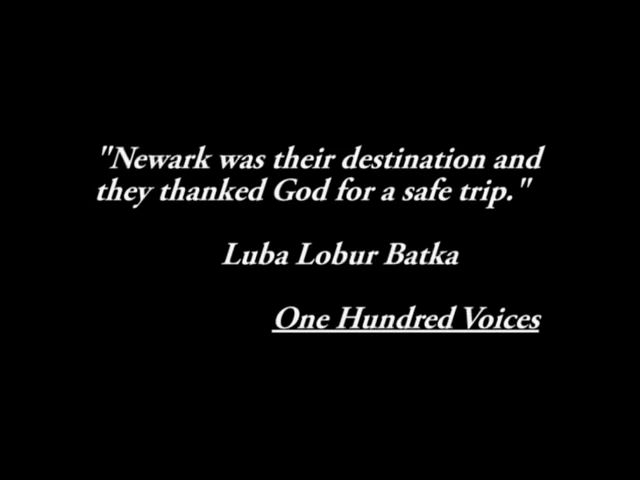 "Newark was their destination and
they thanked God for a safe trip."
Luba Lobur Batka
One Hundred Voices